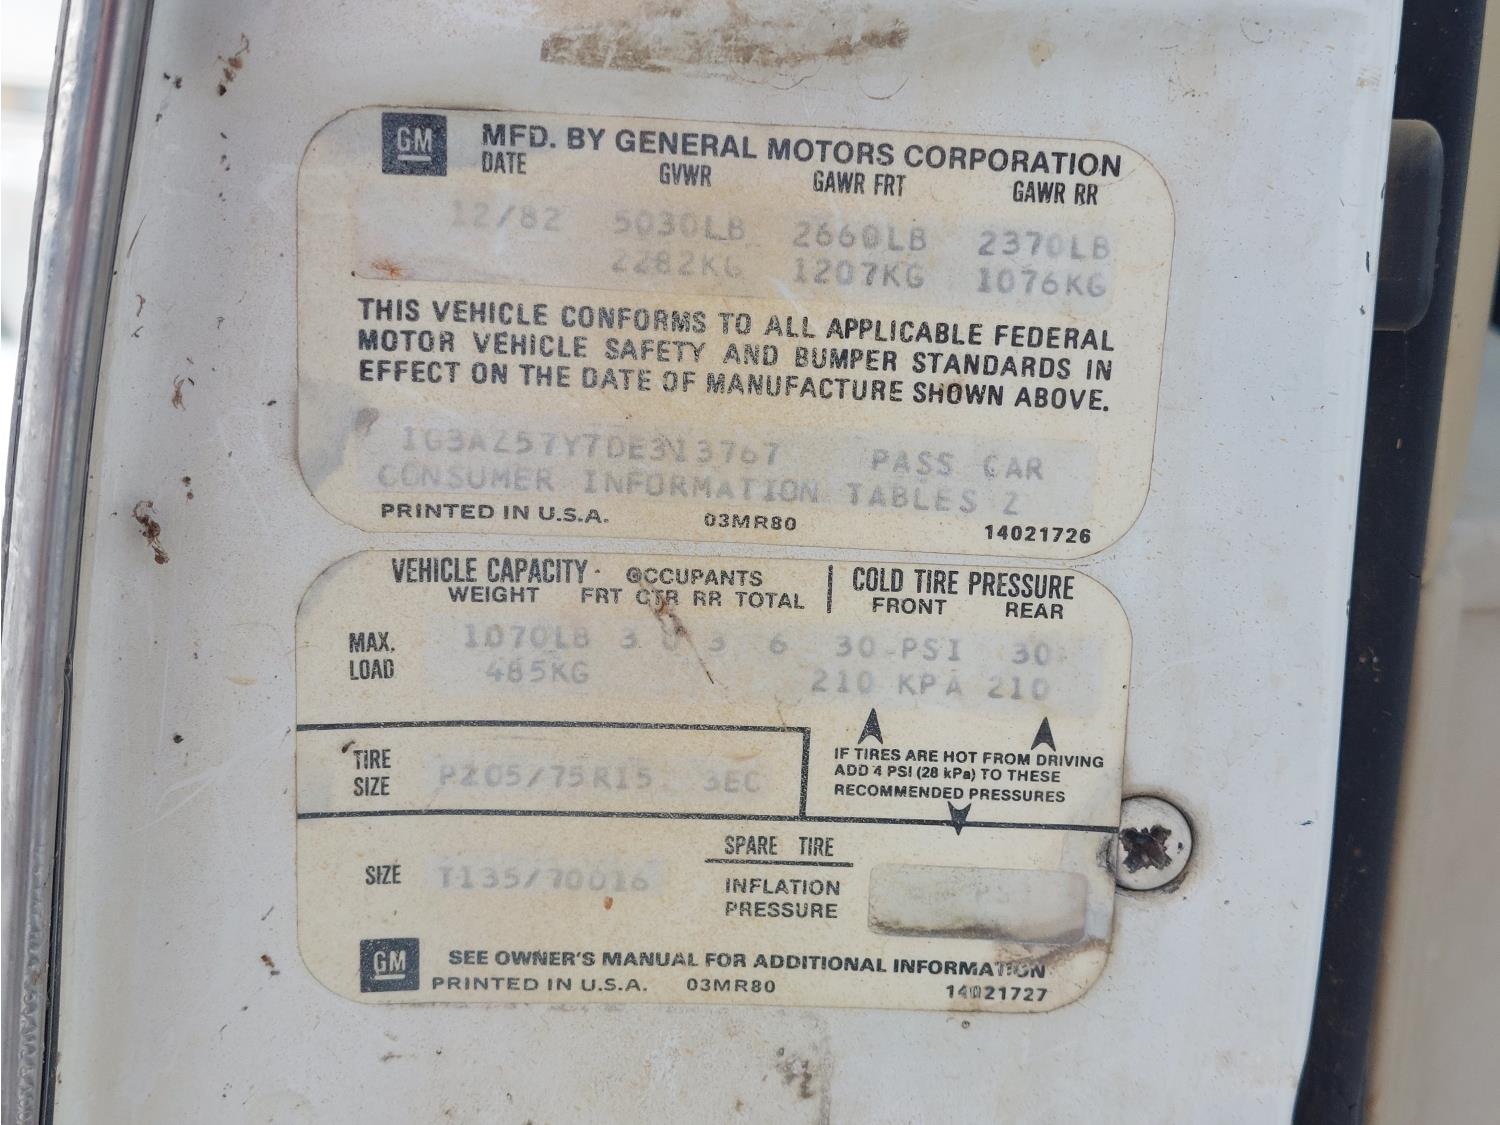 GM MFD. BY GENERAL MOTORS CORPORATION
DATE GVWR GAWR FRT GAWR RR
12/82 5030LB 2660LB 2370LB
2282KG 1207KG 1076KG
THIS VEHICLE CONFORMS TO ALL APPLICABLE FEDERAL
MOTOR VEHICLE SAFETY AND BUMPER STANDARDS IN
EFFECT ON THE DATE OF MANUFACTURE SHOWN ABOVE.
PASS CAR
CONSUMER INFORMATION TABLES 2
PRINTED IN U.S.A. 03MR80 14021726
VEHICLE CAPACITY OCCUPANTS COLD TIRE PRESSURE
WEIGHT FRT CTR RR TOTAL FRONT REAR
MAX. LOAD
1070LB 3 0 3 6 30 PSI 30
485KG 210 KPA 210
IF TIRES ARE HOT FROM DRIVING
ADD 4 PSI (28 kPa) TO THESE
RECOMMENDED PRESSURES
TIRE SIZE P205/75R15 3EC
SPARE TIRE
SIZE
INFLATION
PRESSURE
GM SEE OWNER'S MANUAL FOR ADDITIONAL INFORMATION
PRINTED IN U.S.A. 03MR80 14021727